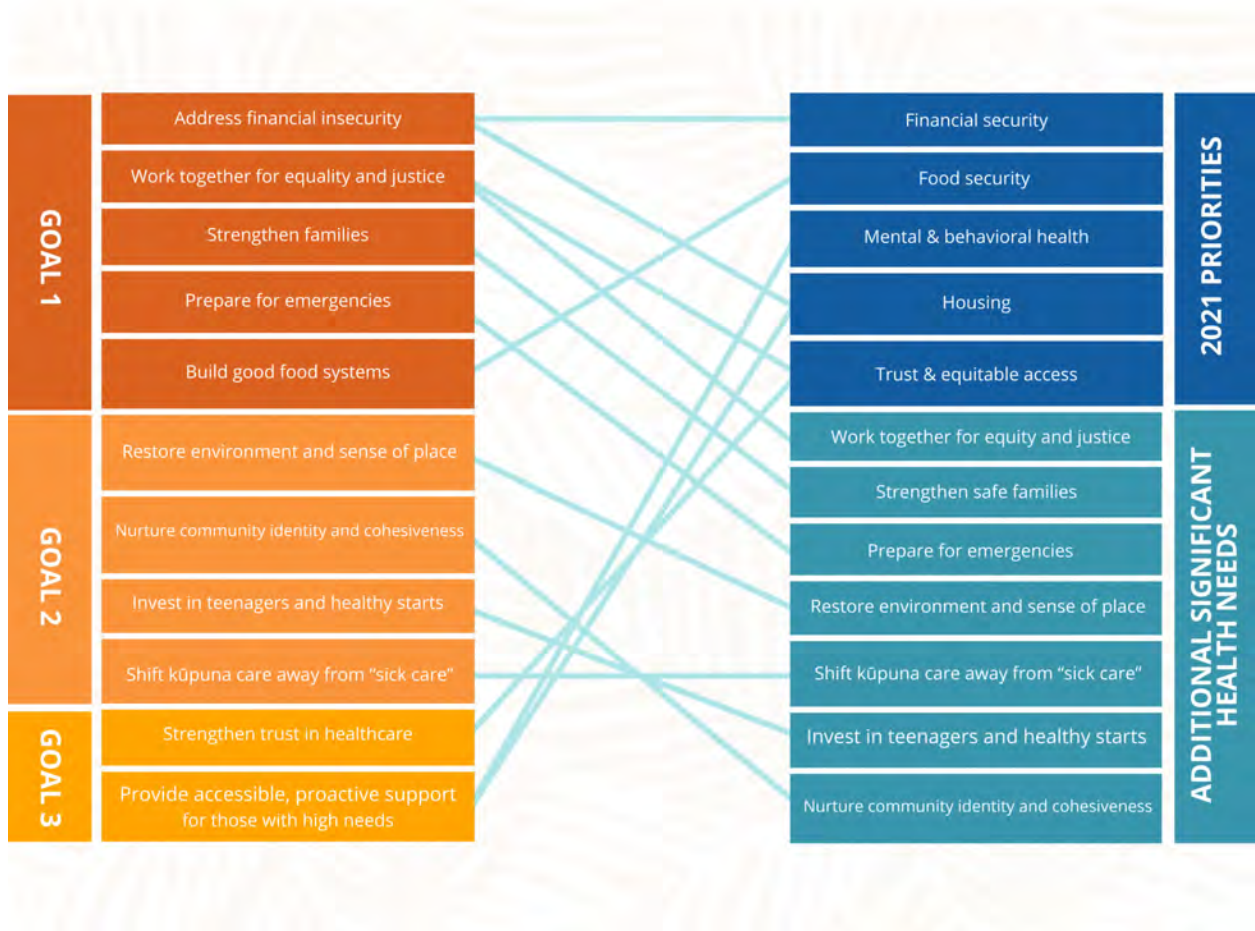 GOAL 1
Address financial insecurity
Work together for equality and justice
Strengthen families
Prepare for emergencies
Build good food systems
GOAL 2
Restore environment and sense of place
Nurture community identity and cohesiveness
Invest in teenagers and healthy starts
Shift kūpuna care away from “sick care”
GOAL 3
Strengthen trust in healthcare
Provide accessible, proactive support
for those with high needs
2021 PRIORITIES
Financial security
Food security
Mental & behavioral health
Housing
Trust & equitable access
ADDITIONAL SIGNIFICANT
HEALTH NEEDS
Work together for equity and justice
Strengthen safe families
Prepare for emergencies
Restore environment and sense of place
Shift kūpuna care away from “sick care”
Invest in teenagers and healthy starts
Nurture community identity and cohesiveness